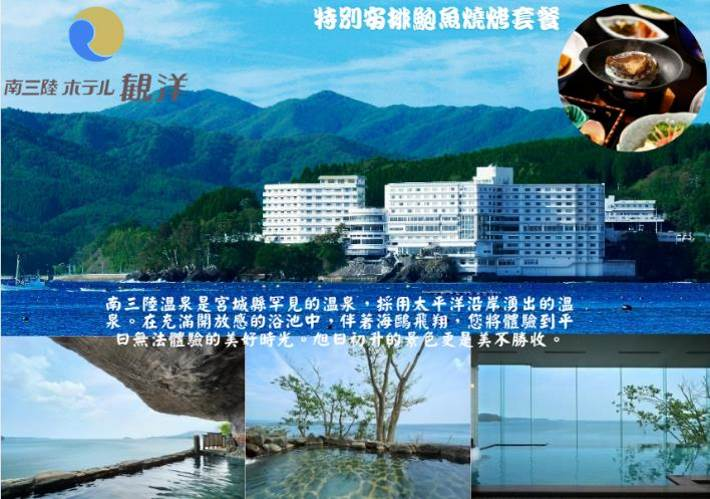 特別安排鮑魚燒烤套餐
南三陸ホテル観洋
南三陸溫泉是宮城縣罕見的溫泉，採用太平洋沿岸湧出的溫
泉。在充滿開放感的浴池中，伴著海鷗飛翔，您將體驗到平
日無法體驗的美好時光。旭日初升的景色更是美不勝收。